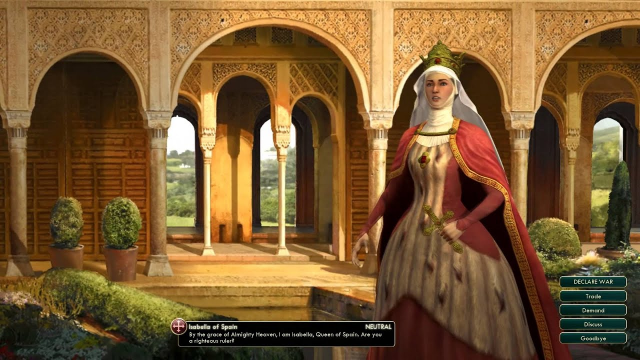 Isabella of Spain
NEUTRAL
By the grace of Almighty Heaven, I am Isabella, Queen of Spain. Are you
a righteous ruler?
DECLARE WAR
Trade
Demand
Discuss
Goodbye